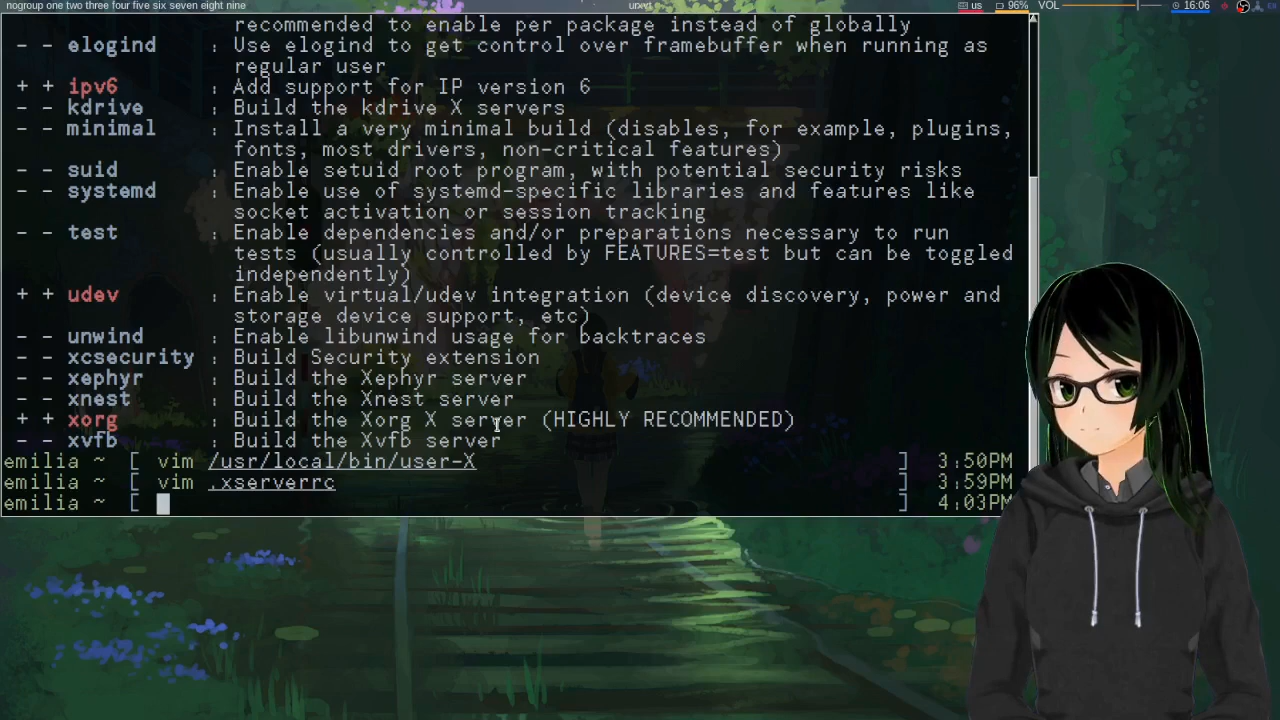 nogroup one two three four five six seven eight nine urxvt us 96% VOL 16:06 EN
recommended to enable per package instead of globally
- - elogind : Use elogind to get control over framebuffer when running as
regular user
+ + ipv6 : Add support for IP version 6
- - kdrive : Build the kdrive X servers
- - minimal : Install a very minimal build (disables, for example, plugins,
fonts, most drivers, non-critical features)
- - suid : Enable setuid root program, with potential security risks
- - systemd : Enable use of systemd-specific libraries and features like
socket activation or session tracking
- - test : Enable dependencies and/or preparations necessary to run
tests (usually controlled by FEATURES=test but can be toggled
independently)
+ + udev : Enable virtual/udev integration (device discovery, power and
storage device support, etc)
- - unwind : Enable libunwind usage for backtraces
- - xcsecurity : Build Security extension
- - xephyr : Build the Xephyr server
- - xnest : Build the Xnest server
+ + xorg : Build the Xorg X server (HIGHLY RECOMMENDED)
- - xvfb : Build the Xvfb server
emilia ~ [ vim /usr/local/bin/user-X ] 3:50PM
emilia ~ [ vim .xserverrc ] 3:59PM
emilia ~ [ ] 4:03PM